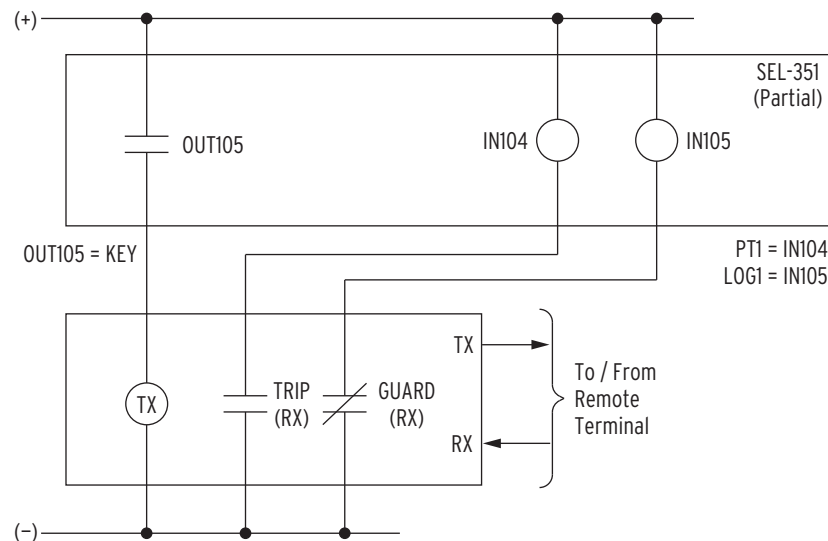 (+)
SEL-351
(Partial)
OUT105
IN104
IN105
OUT105 = KEY
PT1 = IN104
LOG1 = IN105
TX
TRIP
(RX)
GUARD
(RX)
TX
RX
To / From
Remote
Terminal
(–)